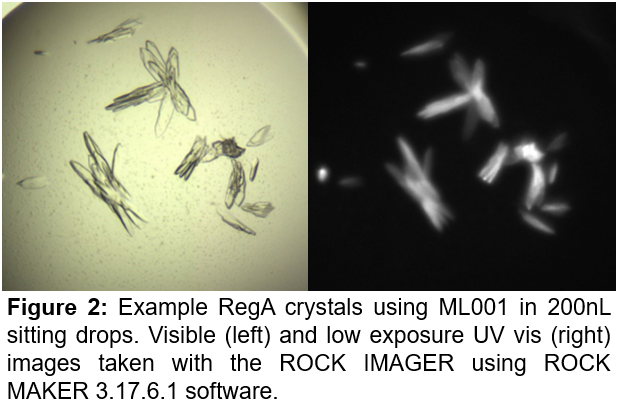 Figure 2: Example RegA crystals using ML001 in 200nL
sitting drops. Visible (left) and low exposure UV vis (right)
images taken with the ROCK IMAGER using ROCK
MAKER 3.17.6.1 software.